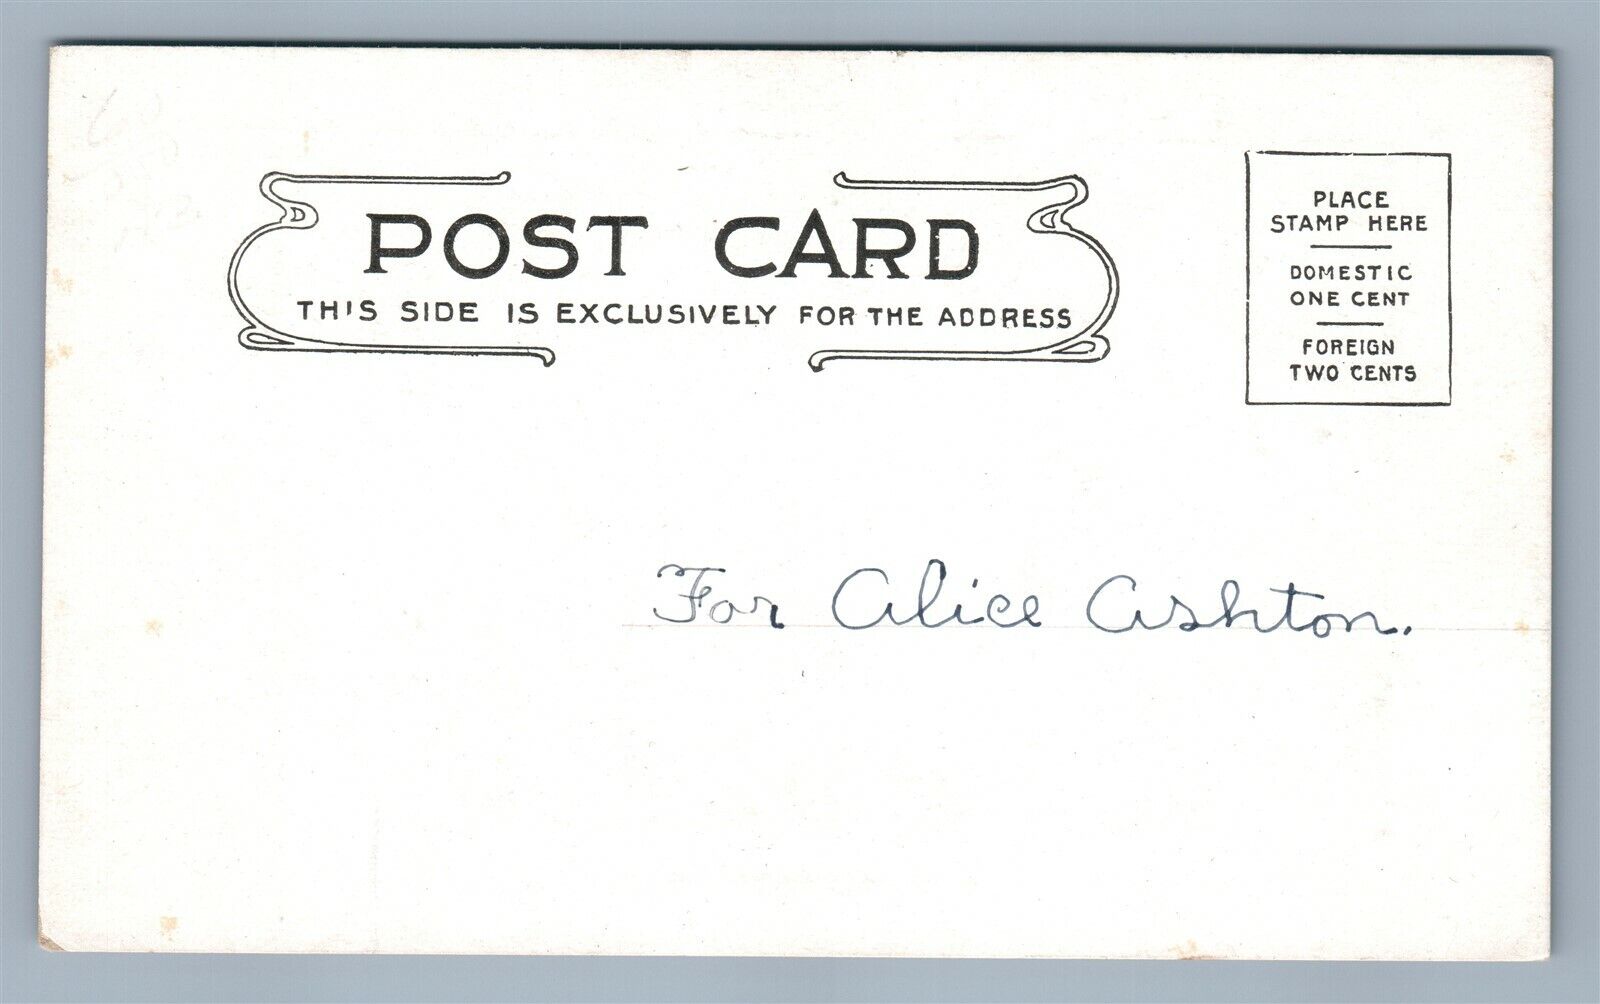 POST CARD
THIS SIDE IS EXCLUSIVELY FOR THE ADDRESS
PLACE
STAMP HERE
DOMESTIC
ONE CENT
FOREIGN
TWO CENTS
For Alice Ashton.